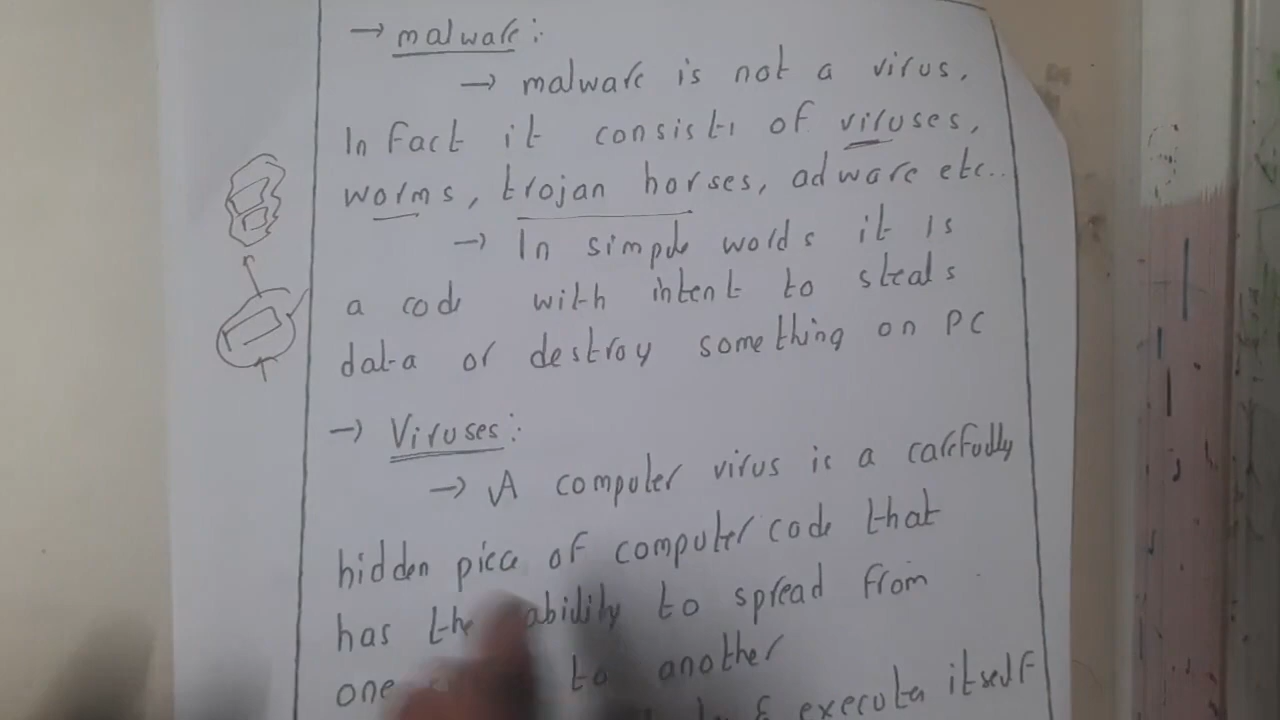 → malware :
→ malware is not a virus.
In fact it consists of viruses,
worms, trojan horses, adware etc..
→ In simple words it is
a code with intent to steals
data or destroy something on PC
→ Viruses :
→ A computer virus is a carefully
hidden piece of computer code that
has the ability to spread from
one to another
& execute itself